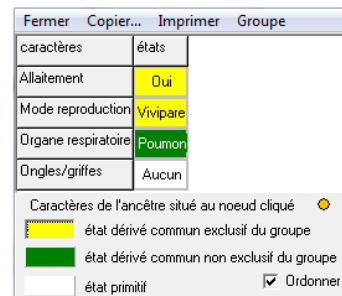 Fermer Copier... Imprimer Groupe
caractères états
Allaitement Oui
Mode reproduction Vivipare
Organe respiratoire Poumon
Ongles/griffes Aucun
Caractères de l'ancêtre situé au noeud cliqué
état dérivé commun exclusif du groupe
état dérivé commun non exclusif du groupe
état primitif Ordonner